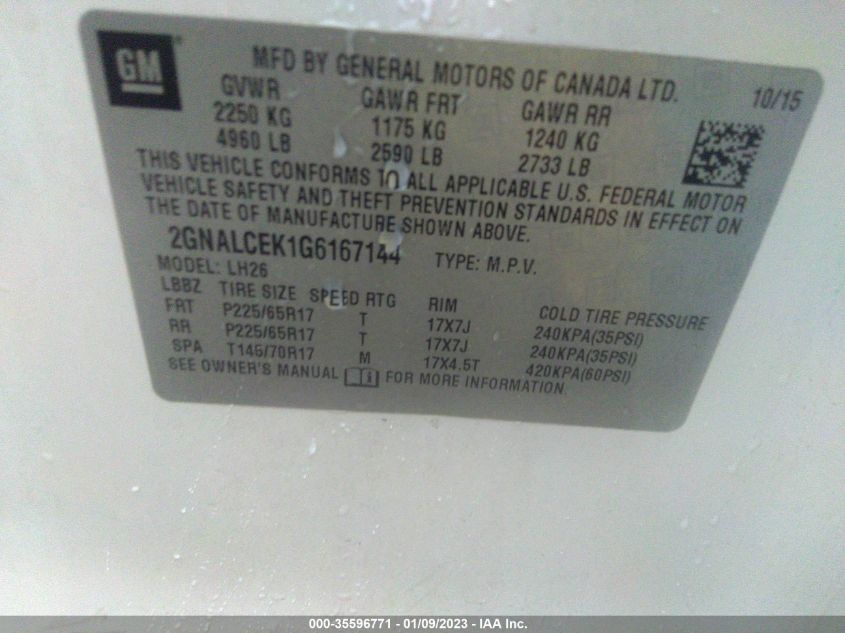 GM
MFD BY GENERAL MOTORS OF CANADA LTD. 10/15
GVWR GAWR FRT GAWR RR
2250 KG 1175 KG 1240 KG
4960 LB 2590 LB 2733 LB
THIS VEHICLE CONFORMS TO ALL APPLICABLE U.S. FEDERAL MOTOR
VEHICLE SAFETY AND THEFT PREVENTION STANDARDS IN EFFECT ON
THE DATE OF MANUFACTURE SHOWN ABOVE.
2GNALCEK1G6167144 TYPE: M.P.V.
MODEL: LH26
LBBZ TIRE SIZE SPEED RTG RIM COLD TIRE PRESSURE
FRT P225/65R17 T 17X7J 240KPA(35PSI)
RR P225/65R17 T 17X7J 240KPA(35PSI)
SPA T145/70R17 M 17X4.5T 420KPA(60PSI)
SEE OWNER'S MANUAL FOR MORE INFORMATION.
000-35596771 - 01/09/2023 - IAA Inc.